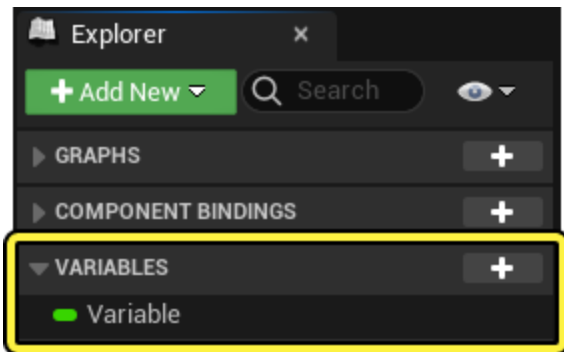 Explorer
Add New
Search
GRAPHS
COMPONENT BINDINGS
VARIABLES
Variable